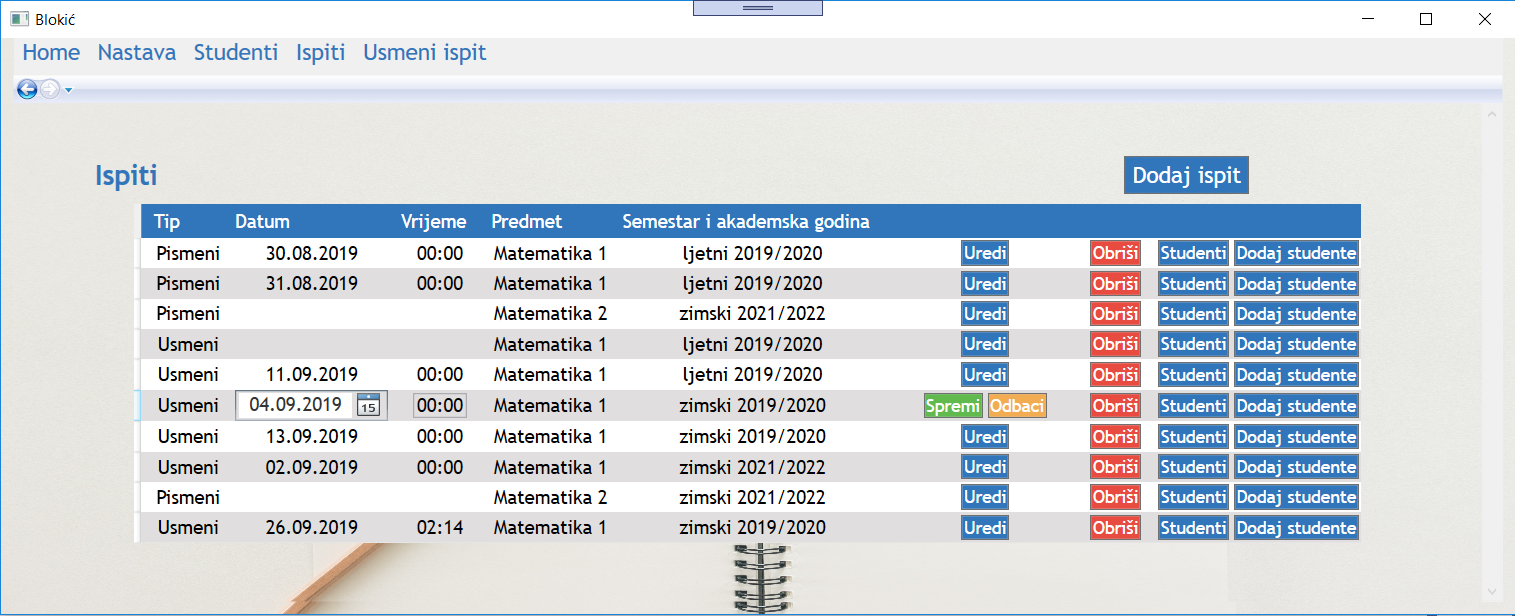 Blokić
Home Nastava Studenti Ispiti Usmeni ispit
Ispiti Dodaj ispit
Tip Datum Vrijeme Predmet Semestar i akademska godina
Pismeni 30.08.2019 00:00 Matematika 1 ljetni 2019/2020 Uredi Obriši Studenti Dodaj studente
Pismeni 31.08.2019 00:00 Matematika 1 ljetni 2019/2020 Uredi Obriši Studenti Dodaj studente
Pismeni Matematika 2 zimski 2021/2022 Uredi Obriši Studenti Dodaj studente
Usmeni Matematika 1 ljetni 2019/2020 Uredi Obriši Studenti Dodaj studente
Usmeni 11.09.2019 00:00 Matematika 1 ljetni 2019/2020 Uredi Obriši Studenti Dodaj studente
Usmeni 04.09.2019 15 00:00 Matematika 1 zimski 2019/2020 Spremi Odbaci Obriši Studenti Dodaj studente
Usmeni 13.09.2019 00:00 Matematika 1 zimski 2019/2020 Uredi Obriši Studenti Dodaj studente
Usmeni 02.09.2019 00:00 Matematika 1 zimski 2021/2022 Uredi Obriši Studenti Dodaj studente
Pismeni Matematika 2 zimski 2021/2022 Uredi Obriši Studenti Dodaj studente
Usmeni 26.09.2019 02:14 Matematika 1 zimski 2019/2020 Uredi Obriši Studenti Dodaj studente